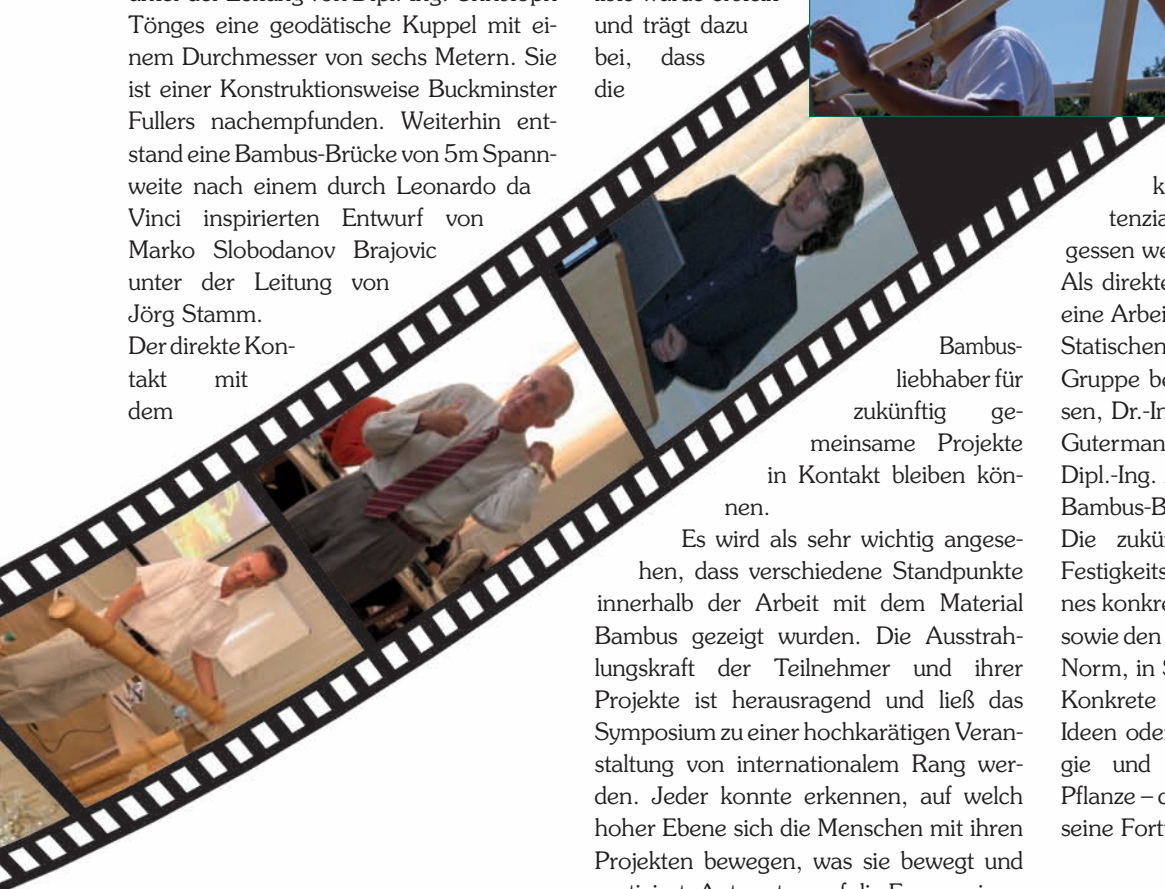 Tönges eine geodätische Kuppel mit ei-
nem Durchmesser von sechs Metern. Sie
ist einer Konstruktionsweise Buckminster
Fullers nachempfunden. Weiterhin ent-
stand eine Bambus-Brücke von 5m Spann-
weite nach einem durch Leonardo da
Vinci inspirierten Entwurf von
Marko Slobodanov Brajovic
unter der Leitung von
Jörg Stamm.
Der direkte Kon-
takt mit
dem
und trägt dazu
bei, dass
die
Bambus-
liebhaber für
zukünftig ge-
meinsame Projekte
in Kontakt bleiben kön-
nen.
Es wird als sehr wichtig angese-
hen, dass verschiedene Standpunkte
innerhalb der Arbeit mit dem Material
Bambus gezeigt wurden. Die Ausstrah-
lungskraft der Teilnehmer und ihrer
Projekte ist herausragend und ließ das
Symposium zu einer hochkarätigen Veran-
staltung von internationalem Rang wer-
den. Jeder konnte erkennen, auf welch
hoher Ebene sich die Menschen mit ihren
Projekten bewegen, was sie bewegt und
k
tenzia
gessen we
Als direkte
eine Arbei
Statischen
Gruppe be
sen, Dr.-In
Guterman
Dipl.-Ing.
Bambus-B
Die zukü
Festigkeits
nes konkre
sowie den
Norm, in
Konkrete
Ideen oder
gie und
Pflanze – d
seine Fort